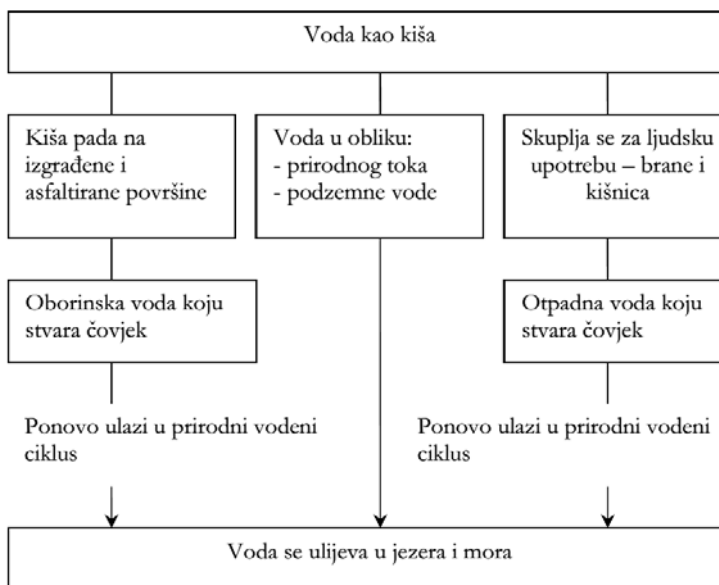 Voda kao kiša
Kiša pada na
izgrađene i
asfaltirane površine
Voda u obliku:
- prirodnog toka
- podzemne vode
Skuplja se za ljudsku
upotrebu – brane i
kišnica
Oborinska voda koju
stvara čovjek
Otpadna voda koju
stvara čovjek
Ponovo ulazi u prirodni vodeni
ciklus
Ponovo ulazi u prirodni vodeni
ciklus
Voda se ulijeva u jezera i mora